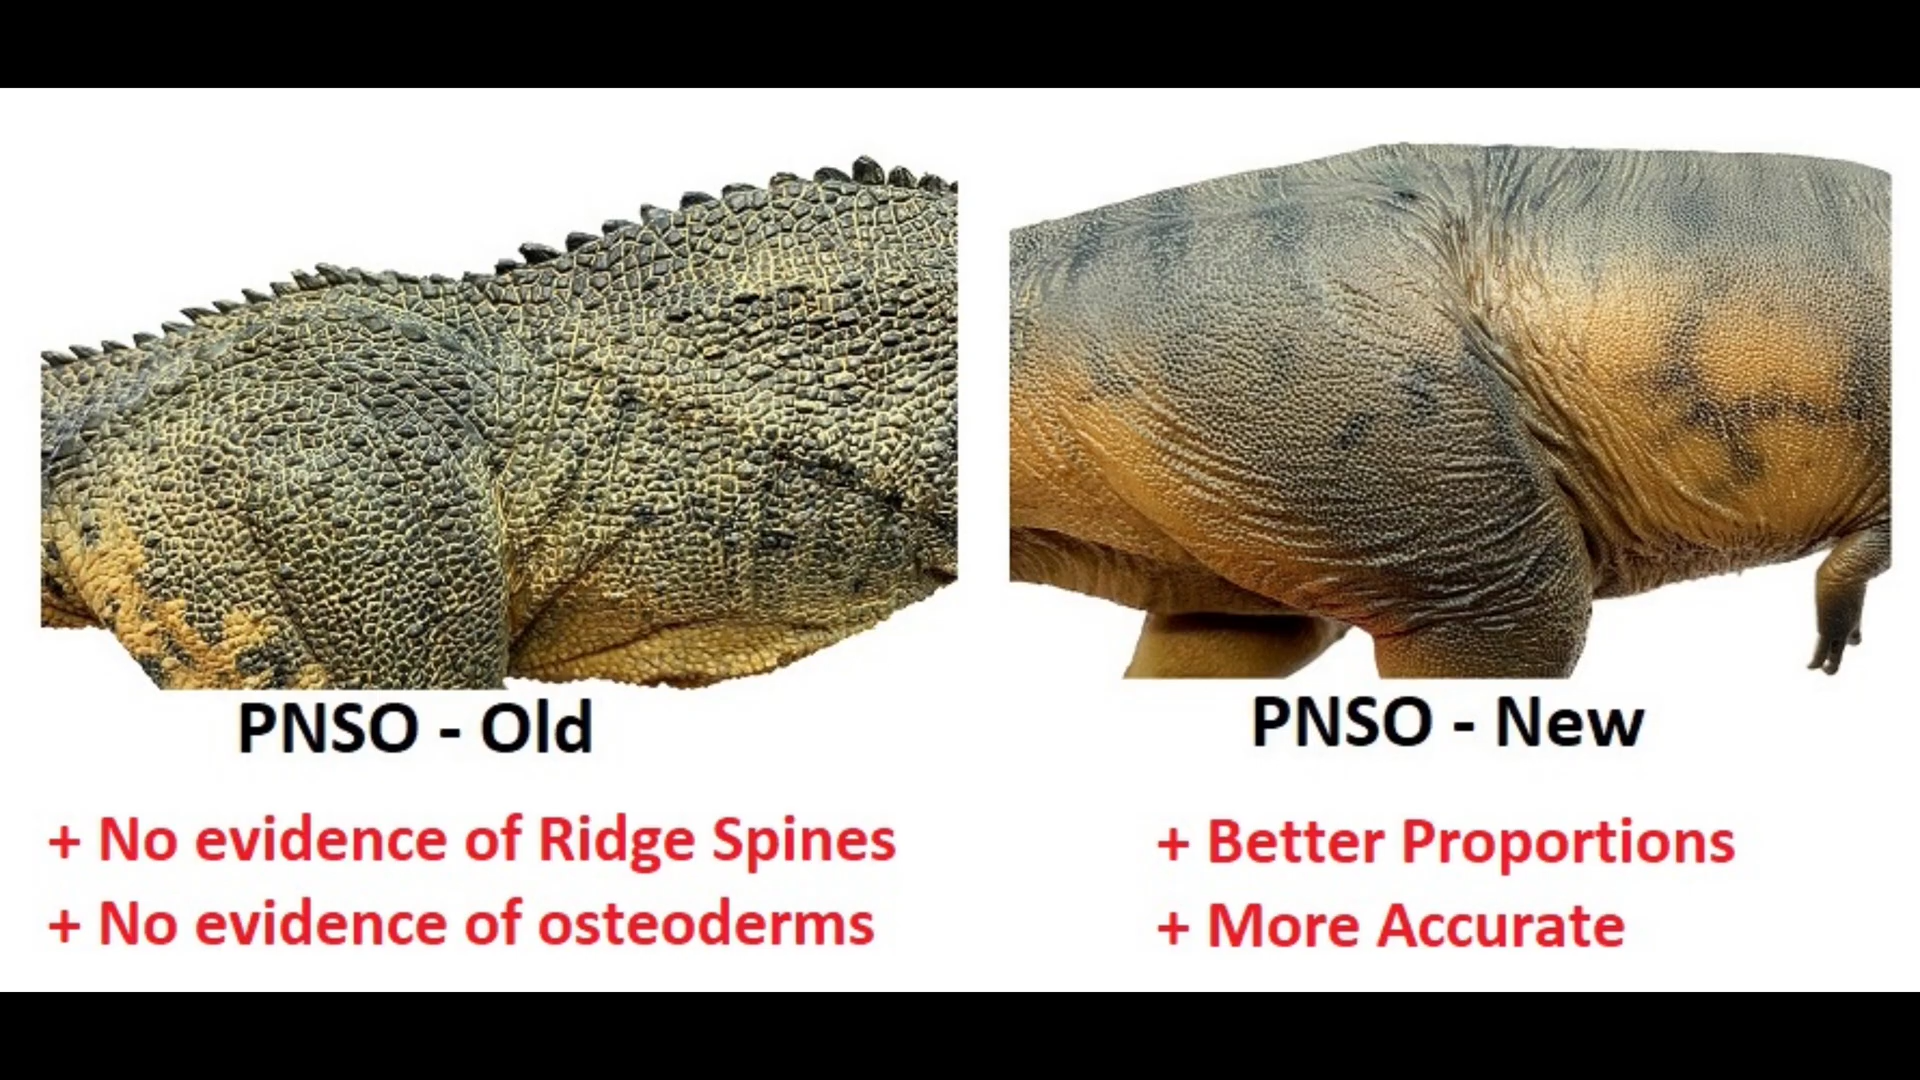 PNSO - Old
+ No evidence of Ridge Spines
+ No evidence of osteoderms
PNSO - New
+ Better Proportions
+ More Accurate